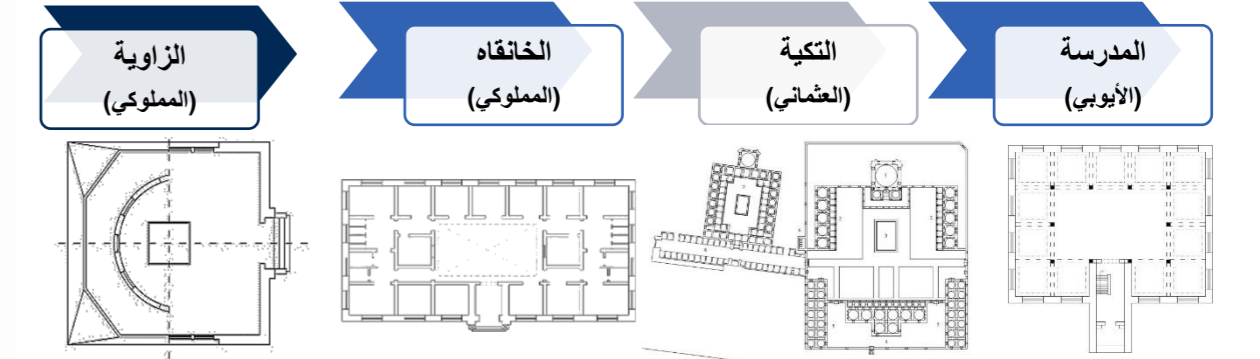 المدرسة
(الأيوبي)
التكية
(العثماني)
الخانقاه
(المملوكي)
الزاوية
(المملوكي)